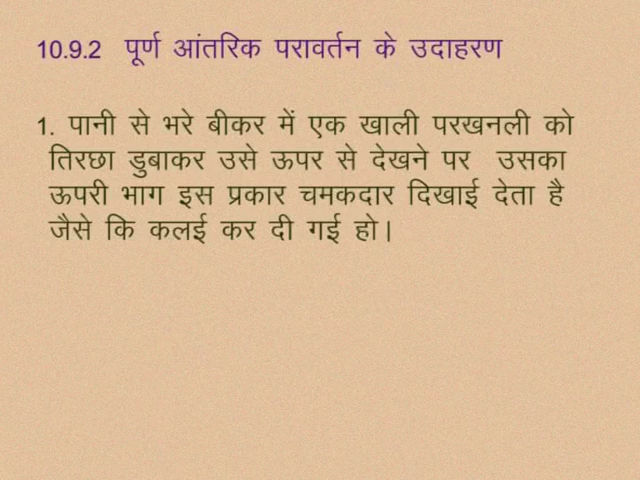 10.9.2 पूर्ण आंतरिक परावर्तन के उदाहरण
1. पानी से भरे बीकर में एक खाली परखनली को
तिरछा डुबाकर उसे ऊपर से देखने पर उसका
ऊपरी भाग इस प्रकार चमकदार दिखाई देता है
जैसे कि कलई कर दी गई हो।